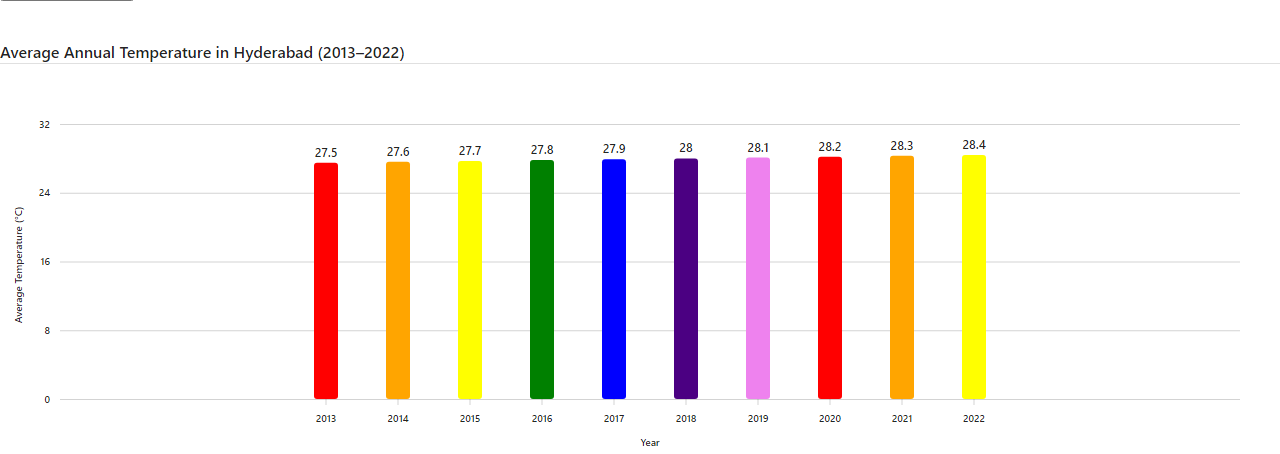 Average Annual Temperature in Hyderabad (2013–2022)
32
24
16
8
0
Average Temperature (°C)
27.5 27.6 27.7 27.8 27.9 28 28.1 28.2 28.3 28.4
2013 2014 2015 2016 2017 2018 2019 2020 2021 2022
Year